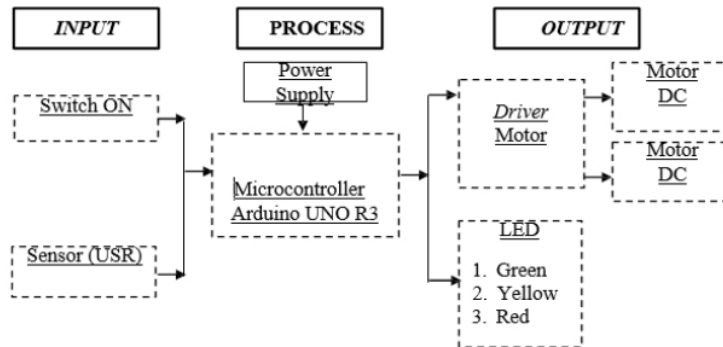 INPUT
PROCESS
OUTPUT
Power
Supply
Switch ON
Sensor (USR)
Microcontroller
Arduino UNO R3
Driver
Motor
Motor
DC
Motor
DC
LED
1. Green
2. Yellow
3. Red